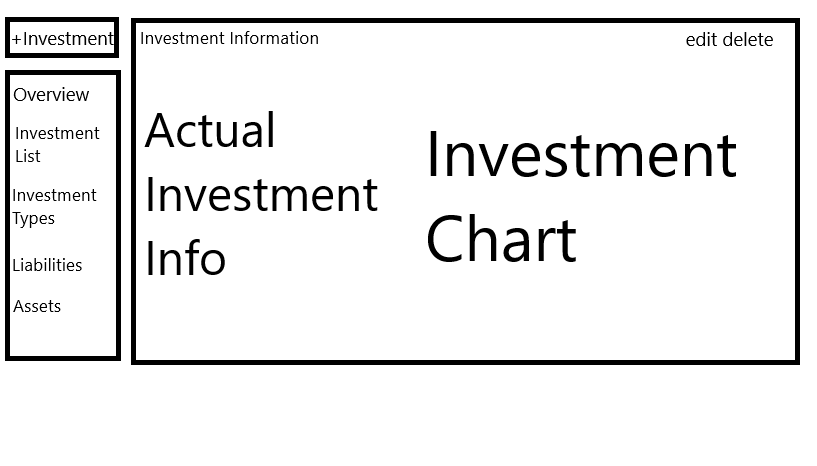 +Investment
Overview
Investment
List
Investment
Types
Liabilities
Assets
Investment Information
edit delete
Actual
Investment
Info
Investment
Chart